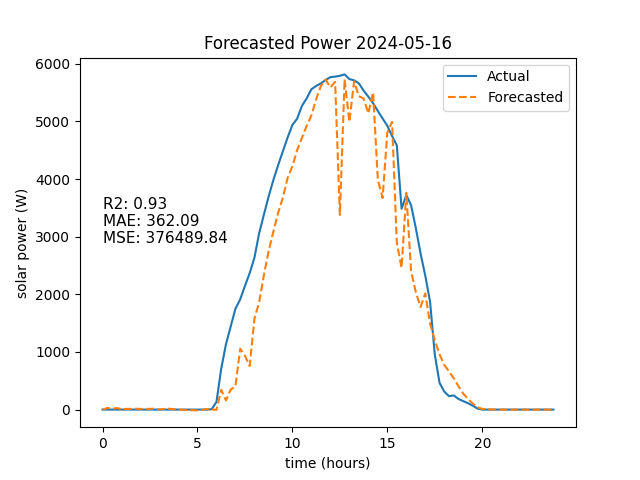 Forecasted Power 2024-05-16
6000
5000
4000
3000
2000
1000
0
solar power (W)
Actual
Forecasted
R2: 0.93
MAE: 362.09
MSE: 376489.84
0 5 10 15 20
time (hours)